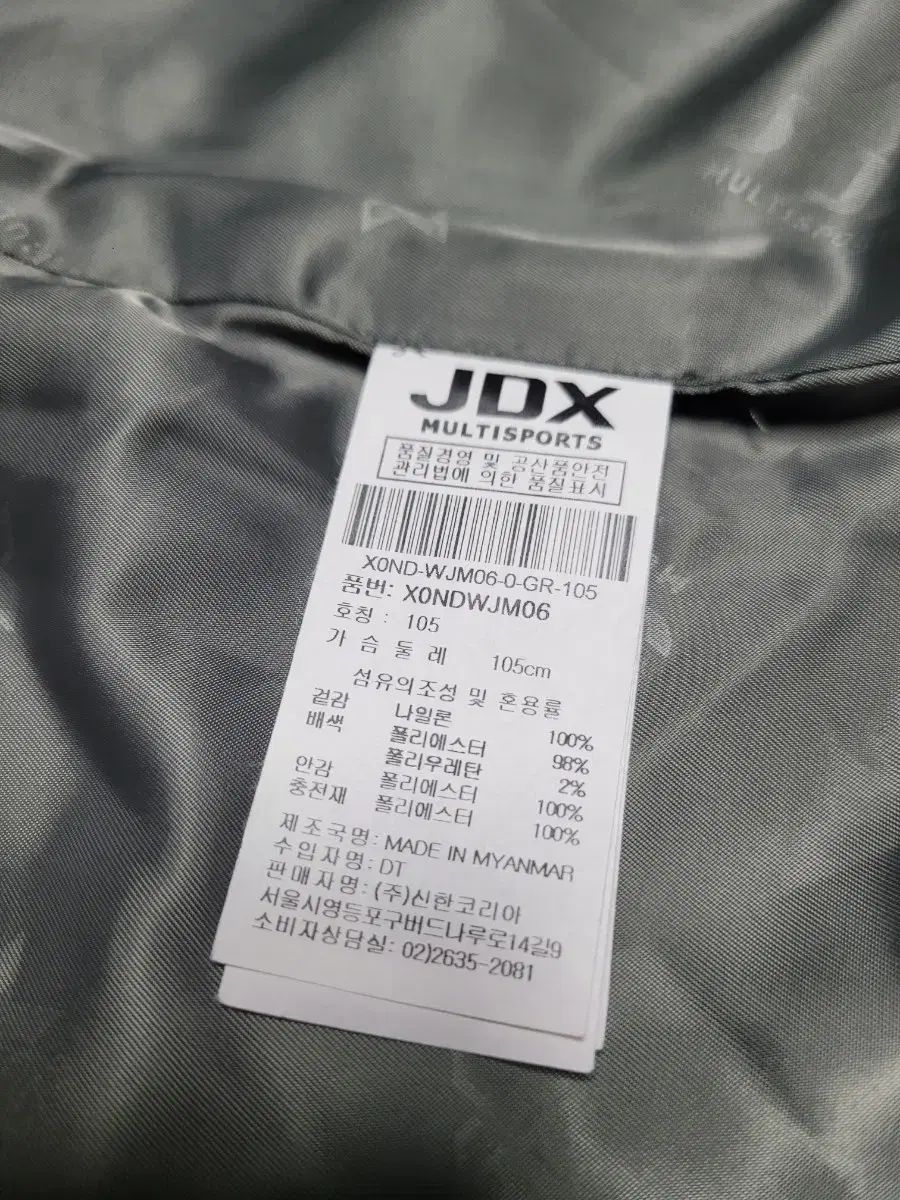 MULTISPORTS
JDX
MULTISPORTS
품질경영 및 공산품안전
관리법에 의한 품질표시
X0ND-WJM06-0-GR-105
품번: X0NDWJM06
호칭 : 105
가 슴 둘 레 105cm
섬유의조성 및 혼용률
겉감 나일론 100%
배색 폴리에스터 98%
폴리우레탄 2%
안감 폴리에스터 100%
충전재 폴리에스터 100%
제조국명: MADE IN MYANMAR
수입자명: DT
판매자명: (주)신한코리아
서울시영등포구버드나루로14길9
소비자상담실: 02)2635-2081